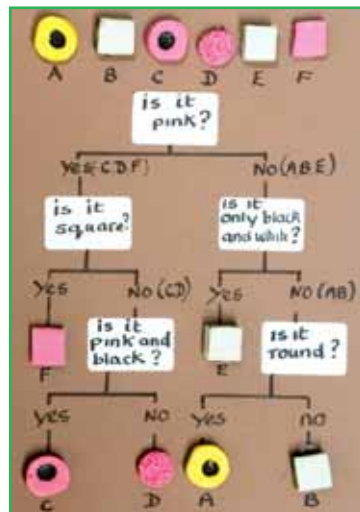 A B C D E F
is it
pink?
Yes(CDF) NO(ABE)
is it
square?
Is it
only black
and white?
Yes NO(CD) Yes NO(AB)
F
is it
pink and
black?
E
Is it
round?
Yes NO Yes no
C D A B